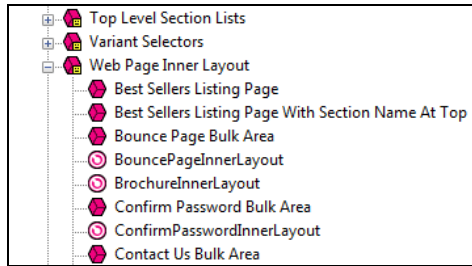 Top Level Section Lists
Variant Selectors
Web Page Inner Layout
Best Sellers Listing Page
Best Sellers Listing Page With Section Name At Top
Bounce Page Bulk Area
BouncePageInnerLayout
BrochureInnerLayout
Confirm Password Bulk Area
ConfirmPasswordInnerLayout
Contact Us Bulk Area